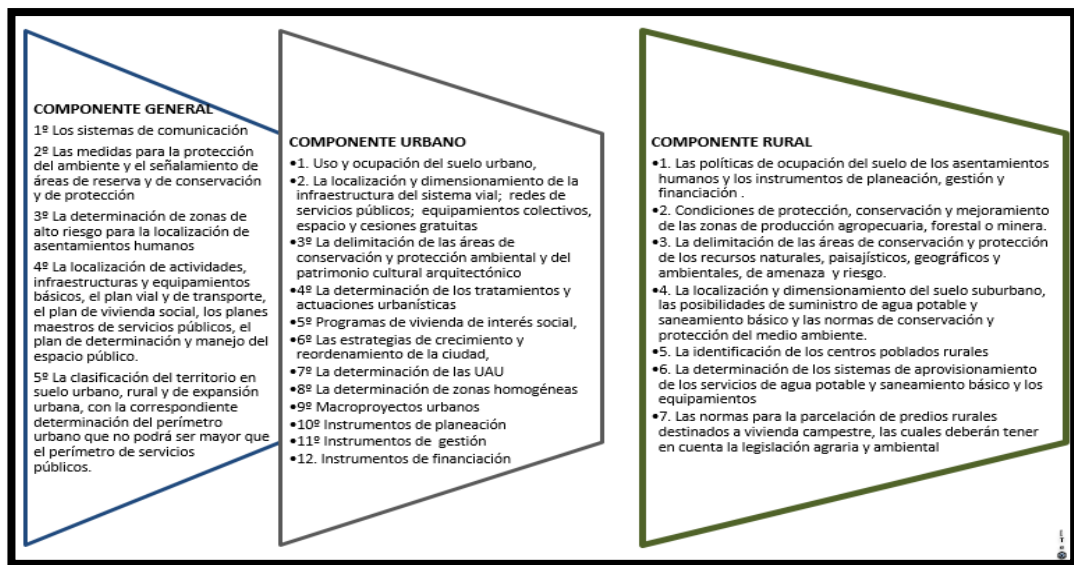 COMPONENTE GENERAL
1º Los sistemas de comunicación
2º Las medidas para la protección
del ambiente y el señalamiento de
áreas de reserva y de conservación
y de protección
3º La determinación de zonas de
alto riesgo para la localización de
asentamientos humanos
4º La localización de actividades,
infraestructuras y equipamientos
básicos, el plan vial y de transporte,
el plan de vivienda social, los planes
maestros de servicios públicos, el
plan de determinación y manejo del
espacio público.
5º La clasificación del territorio en
suelo urbano, rural y de expansión
urbana, con la correspondiente
determinación del perímetro
urbano que no podrá ser mayor que
el perímetro de servicios
públicos.
COMPONENTE URBANO
•1. Uso y ocupación del suelo urbano,
•2. La localización y dimensionamiento de la
infraestructura del sistema vial; redes de
servicios públicos; equipamientos colectivos,
espacio y cesiones gratuitas
•3º La delimitación de las áreas de
conservación y protección ambiental y del
patrimonio cultural arquitectónico
•4º La determinación de los tratamientos y
actuaciones urbanísticas
•5º Programas de vivienda de interés social,
•6º Las estrategias de crecimiento y
reordenamiento de la ciudad,
•7º La determinación de las UAU
•8º La determinación de zonas homogéneas
•9º Macroproyectos urbanos
•10º Instrumentos de planeación
•11º Instrumentos de gestión
•12. Instrumentos de financiación
COMPONENTE RURAL
•1. Las políticas de ocupación del suelo de los asentamientos
humanos y los instrumentos de planeación, gestión y
financiación .
•2. Condiciones de protección, conservación y mejoramiento
de las zonas de producción agropecuaria, forestal o minera.
•3. La delimitación de las áreas de conservación y protección
de los recursos naturales, paisajísticos, geográficos y
ambientales, de amenaza y riesgo.
•4. La localización y dimensionamiento del suelo suburbano,
las posibilidades de suministro de agua potable y
saneamiento básico y las normas de conservación y
protección del medio ambiente.
•5. La identificación de los centros poblados rurales
•6. La determinación de los sistemas de aprovisionamiento
de los servicios de agua potable y saneamiento básico y los
equipamientos
•7. Las normas para la parcelación de predios rurales
destinados a vivienda campestre, las cuales deberán tener
en cuenta la legislación agraria y ambiental